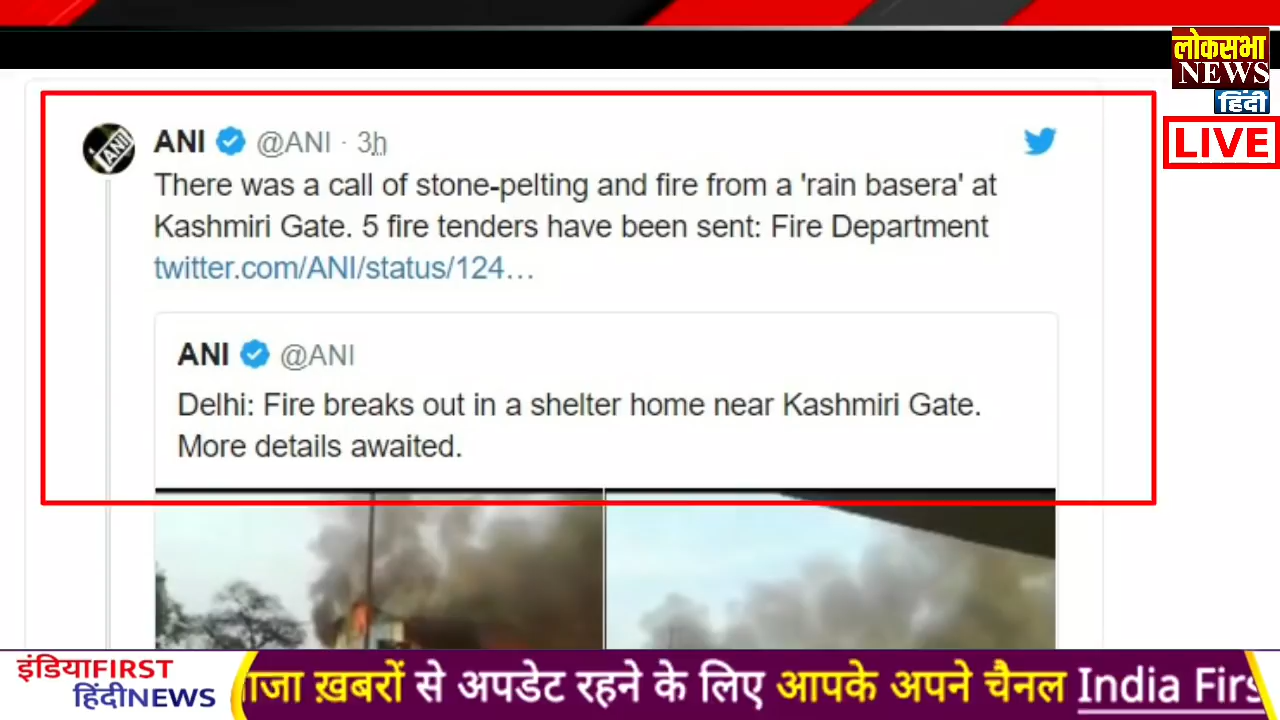 लोकसभा
NEWS
हिंदी
LIVE
ANI @ANI · 3h
There was a call of stone-pelting and fire from a 'rain basera' at
Kashmiri Gate. 5 fire tenders have been sent: Fire Department
twitter.com/ANI/status/124…
ANI @ANI
Delhi: Fire breaks out in a shelter home near Kashmiri Gate.
More details awaited.
इंडियाFIRST
हिंदीNEWS
ाजा ख़बरों से अपडेट रहने के लिए आपके अपने चैनल India Firs